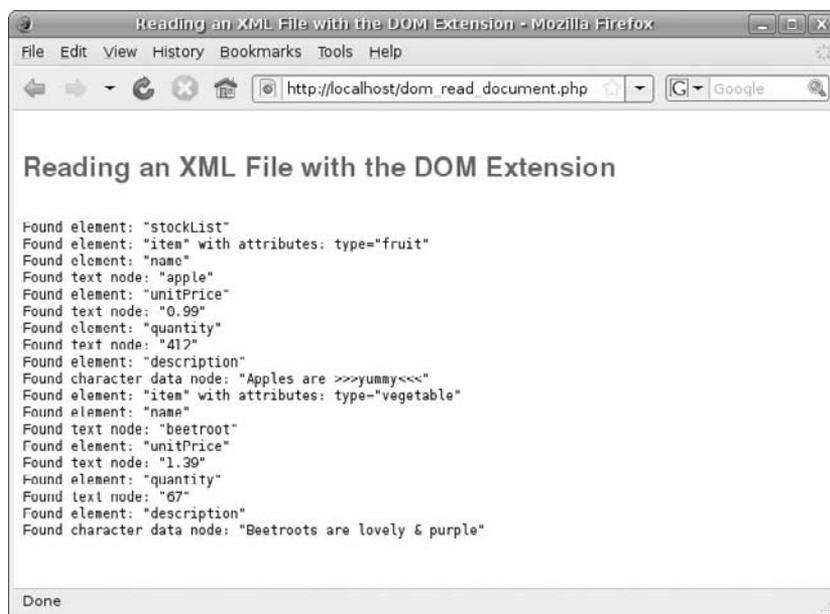 Reading an XML File with the DOM Extension - Mozilla Firefox
File Edit View History Bookmarks Tools Help
http://localhost/dom_read_document.php G Google
Reading an XML File with the DOM Extension
Found element: "stockList"
Found element: "item" with attributes: type="fruit"
Found element: "name"
Found text node: "apple"
Found element: "unitPrice"
Found text node: "0.99"
Found element: "quantity"
Found text node: "412"
Found element: "description"
Found character data node: "Apples are >>>yummy<<<"
Found element: "item" with attributes: type="vegetable"
Found element: "name"
Found text node: "beetroot"
Found element: "unitPrice"
Found text node: "1.39"
Found element: "quantity"
Found text node: "67"
Found element: "description"
Found character data node: "Beetroots are lovely & purple"
Done